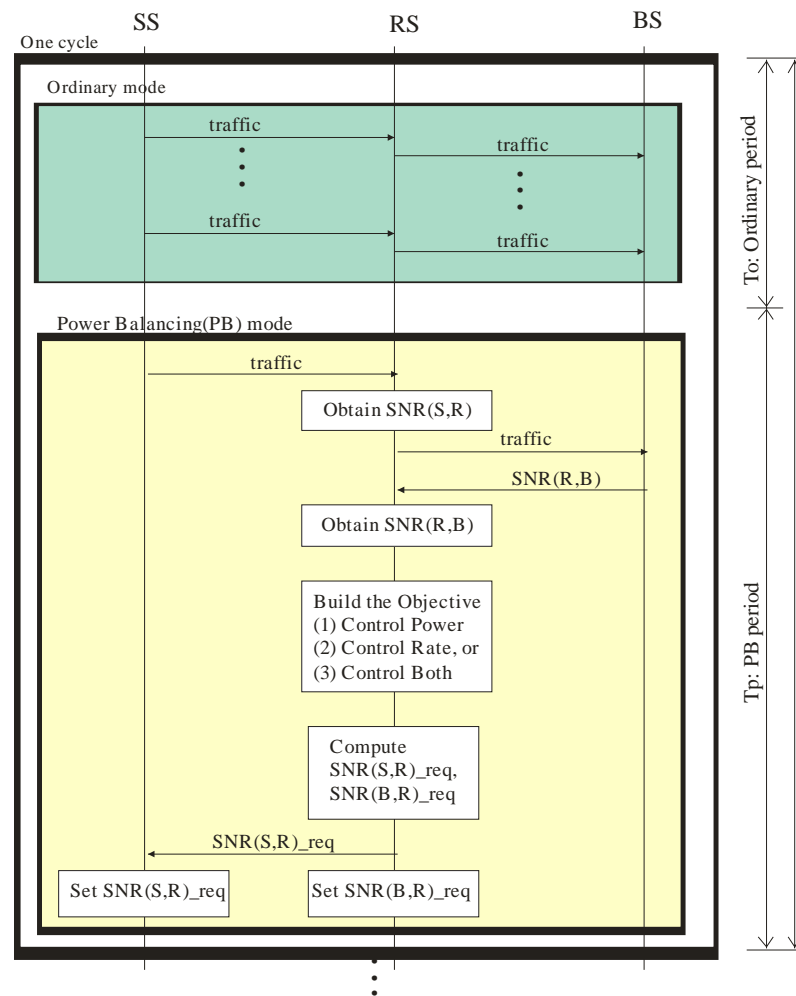 SS RS BS
One cycle
Ordinary mode
traffic
traffic
traffic
traffic
To: Ordinary period
Power Balancing(PB) mode
traffic
Obtain SNR(S,R)
traffic
SNR(R,B)
Obtain SNR(R,B)
Build the Objective
(1) Control Power
(2) Control Rate, or
(3) Control Both
Tp: PB period
Compute
SNR(S,R)_req,
SNR(B,R)_req
SNR(S,R)_req
Set SNR(S,R)_req
Set SNR(B,R)_req